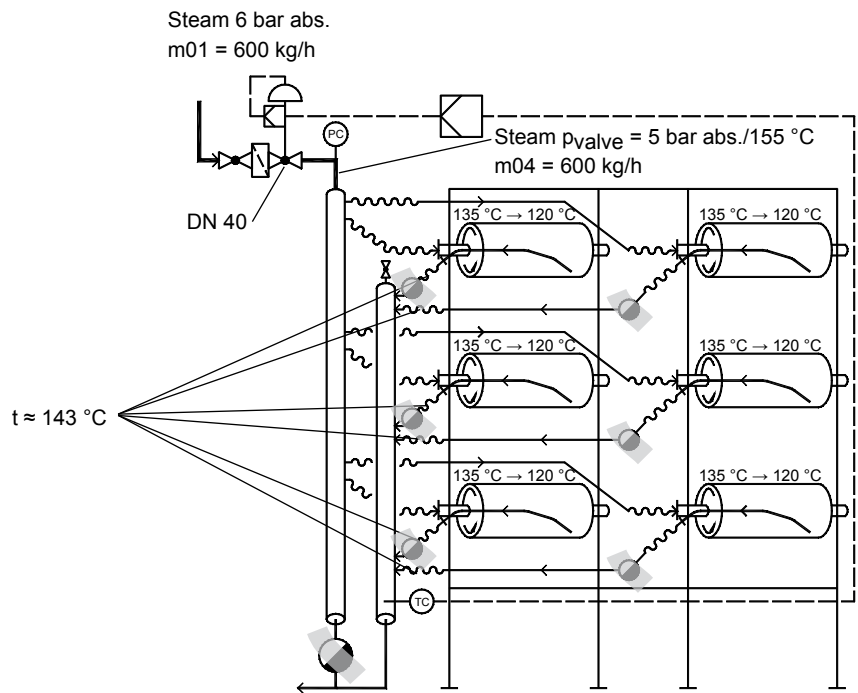 Steam 6 bar abs.
m01 = 600 kg/h
PC
Steam pvalve = 5 bar abs./155 °C
m04 = 600 kg/h
DN 40
135 °C → 120 °C
135 °C → 120 °C
135 °C → 120 °C
135 °C → 120 °C
t ≈ 143 °C
135 °C → 120 °C
135 °C → 120 °C
TC